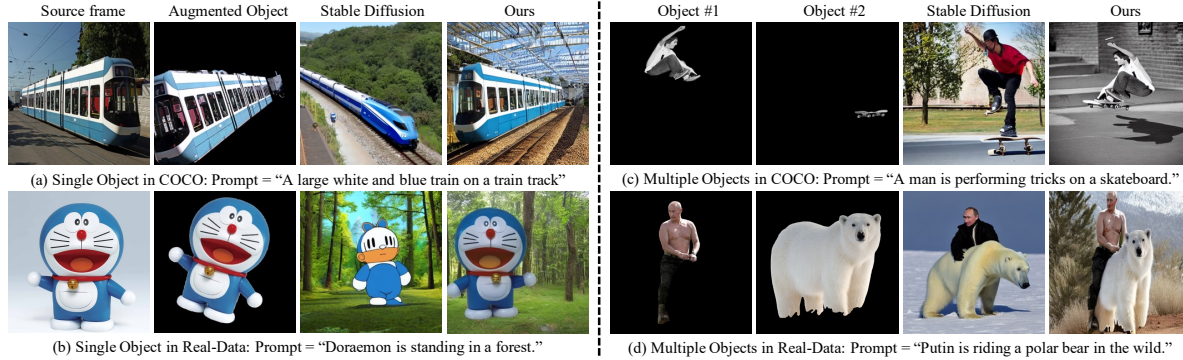 Source frame Augmented Object Stable Diffusion Ours
(a) Single Object in COCO: Prompt = “A large white and blue train on a train track”
(b) Single Object in Real-Data: Prompt = “Doraemon is standing in a forest.”
Object #1 Object #2 Stable Diffusion Ours
(c) Multiple Objects in COCO: Prompt = “A man is performing tricks on a skateboard.”
(d) Multiple Objects in Real-Data: Prompt = “Putin is riding a polar bear in the wild.”